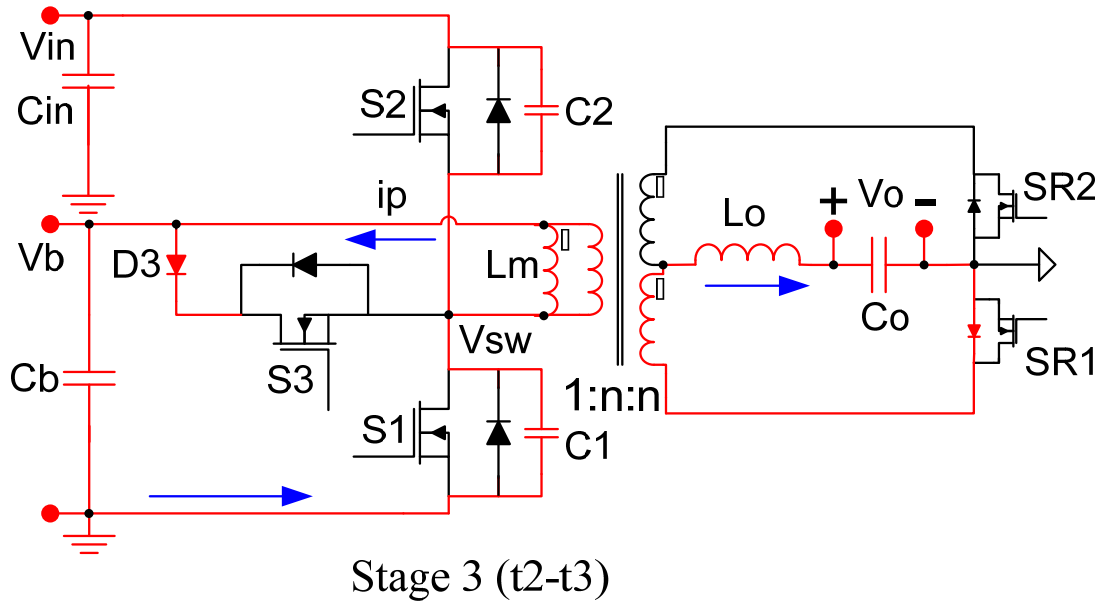 Vin
Cin
S2
C2
ip
Vb
D3
Lm
Lo
+ Vo -
SR2
Vsw
Co
S3
Cb
1:n:n
SR1
S1
C1
Stage 3 (t2-t3)